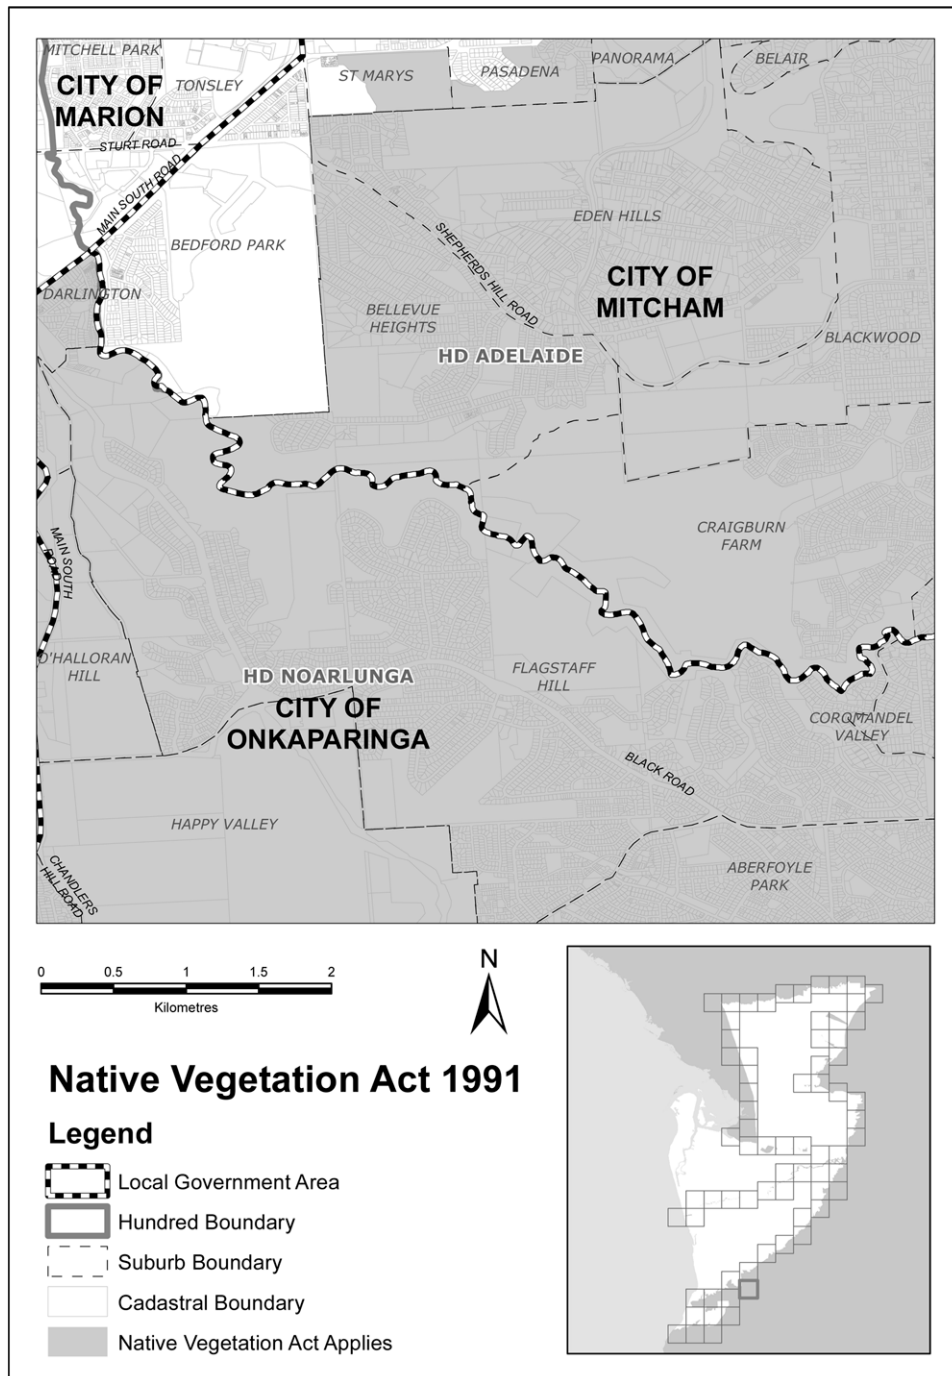 MITCHELL PARK
CITY OF
MARION
TONSLEY
ST MARYS
PASADENA
PANORAMA
BELAIR
STURT ROAD
MAIN SOUTH ROAD
BEDFORD PARK
EDEN HILLS
SHEPHERDS HILL ROAD
CITY OF
MITCHAM
DARLINGTON
BELLEVUE
HEIGHTS
BLACKWOOD
HD ADELAIDE
CRAIGBURN
FARM
MAIN SOUTH
ROAD
O'HALLORAN
HILL
HD NOARLUNGA
FLAGSTAFF
HILL
CITY OF
ONKAPARINGA
COROMANDEL
VALLEY
BLACK ROAD
HAPPY VALLEY
CHANDLERS
HILL ROAD
ABERFOYLE
PARK
0 0.5 1 1.5 2
Kilometres
N
Native Vegetation Act 1991
Legend
Local Government Area
Hundred Boundary
Suburb Boundary
Cadastral Boundary
Native Vegetation Act Applies